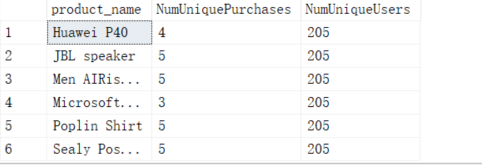 product_name NumUniquePurchases NumUniqueUsers
1 Huawei P40 4 205
2 JBL speaker 5 205
3 Men AIRis... 5 205
4 Microsoft... 3 205
5 Poplin Shirt 5 205
6 Sealy Pos... 5 205